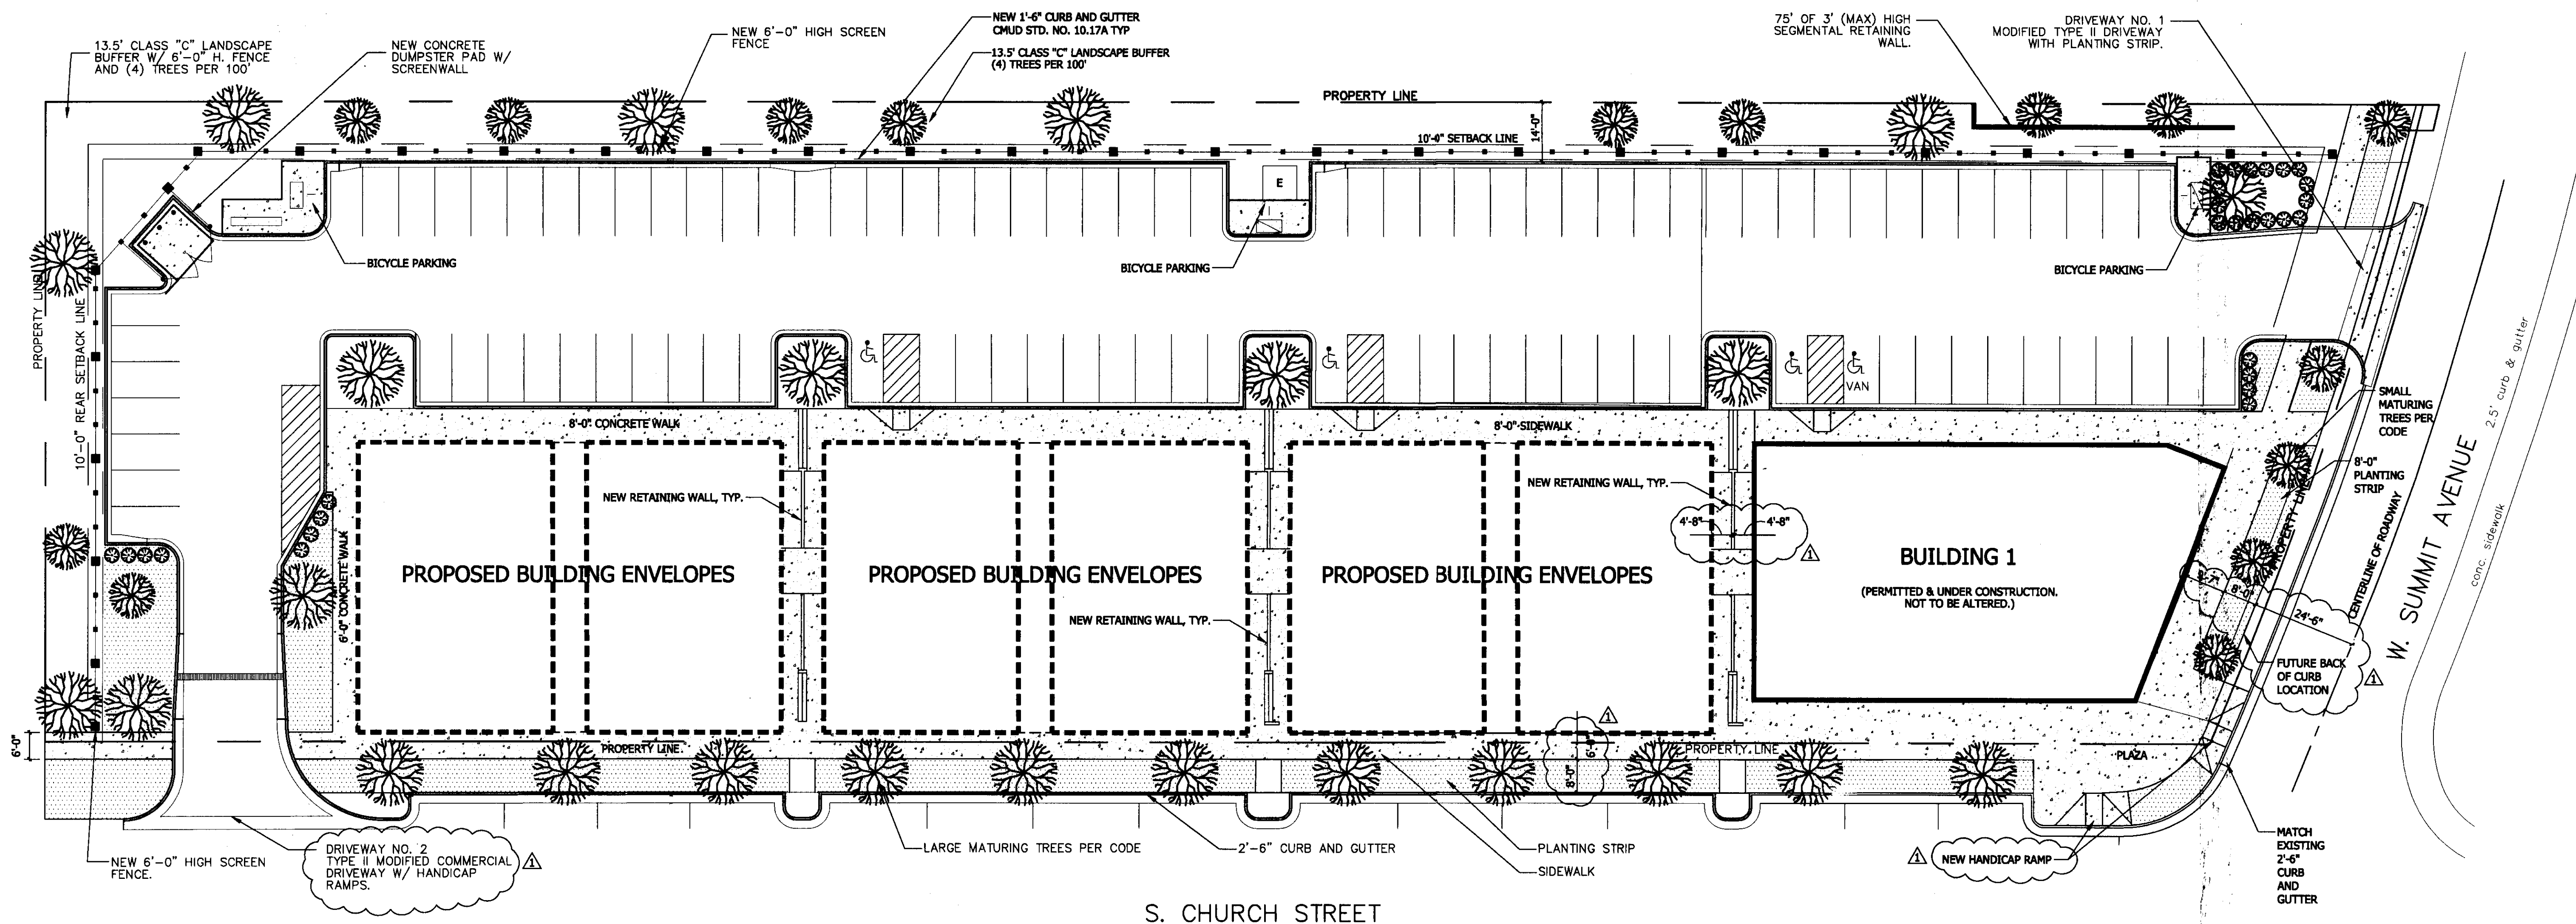 13.5' CLASS "C" LANDSCAPE
BUFFER W/ 6'-0" H. FENCE
AND (4) TREES PER 100'
NEW CONCRETE
DUMPSTER PAD W/
SCREENWALL
NEW 6'-0" HIGH SCREEN
FENCE
NEW 1'-6" CURB AND GUTTER
CMUD STD. NO. 10.17A TYP
13.5' CLASS "C" LANDSCAPE BUFFER
(4) TREES PER 100'
75' OF 3' (MAX) HIGH
SEGMENTAL RETAINING
WALL.
DRIVEWAY NO. 1
MODIFIED TYPE II DRIVEWAY
WITH PLANTING STRIP.
PROPERTY LINE
14'-0"
10'-0" SETBACK LINE
E
BICYCLE PARKING
BICYCLE PARKING
BICYCLE PARKING
PROPERTY LINE
10'-0" REAR SETBACK LINE
VAN
8'-0" CONCRETE WALK
8'-0" SIDEWALK
SMALL
MATURING
TREES PER
CODE
8'-0"
PLANTING
STRIP
PROPERTY LINE
CENTERLINE OF ROADWAY
W. SUMMIT AVENUE
2.5' curb & gutter
conc. sidewalk
NEW RETAINING WALL, TYP.
NEW RETAINING WALL, TYP.
4'-8"
4'-8"
1
6'-0" CONCRETE WALK
PROPOSED BUILDING ENVELOPES
PROPOSED BUILDING ENVELOPES
PROPOSED BUILDING ENVELOPES
BUILDING 1
(PERMITTED & UNDER CONSTRUCTION.
NOT TO BE ALTERED.)
NEW RETAINING WALL, TYP.
8'-0"
24'-6"
FUTURE BACK
OF CURB
LOCATION
1
6'-0"
PROPERTY LINE
1
6'-0"
8'-0"
PROPERTY LINE
PLAZA
NEW 6'-0" HIGH SCREEN
FENCE.
DRIVEWAY NO. 2
TYPE II MODIFIED COMMERCIAL
DRIVEWAY W/ HANDICAP
RAMPS.
1
LARGE MATURING TREES PER CODE
2'-6" CURB AND GUTTER
PLANTING STRIP
SIDEWALK
1
NEW HANDICAP RAMP
MATCH
EXISTING
2'-6"
CURB
AND
GUTTER
S. CHURCH STREET